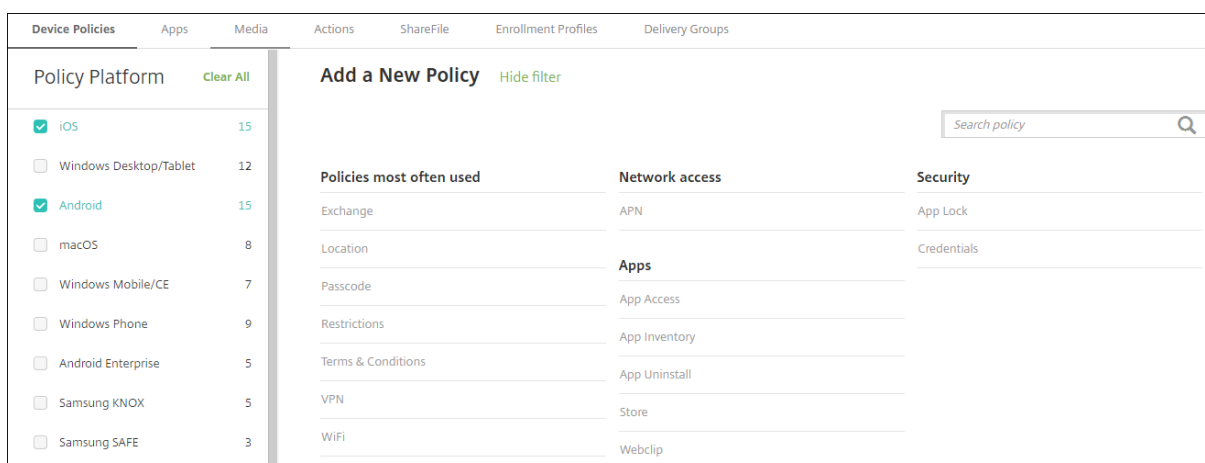 Device Policies Apps Media Actions ShareFile Enrollment Profiles Delivery Groups
Policy Platform Clear All
iOS 15
Windows Desktop/Tablet 12
Android 15
macOS 8
Windows Mobile/CE 7
Windows Phone 9
Android Enterprise 5
Samsung KNOX 5
Samsung SAFE 3
Add a New Policy Hide filter
Search policy
Policies most often used
Exchange
Location
Passcode
Restrictions
Terms & Conditions
VPN
WiFi
Network access
APN
Apps
App Access
App Inventory
App Uninstall
Store
Webclip
Security
App Lock
Credentials